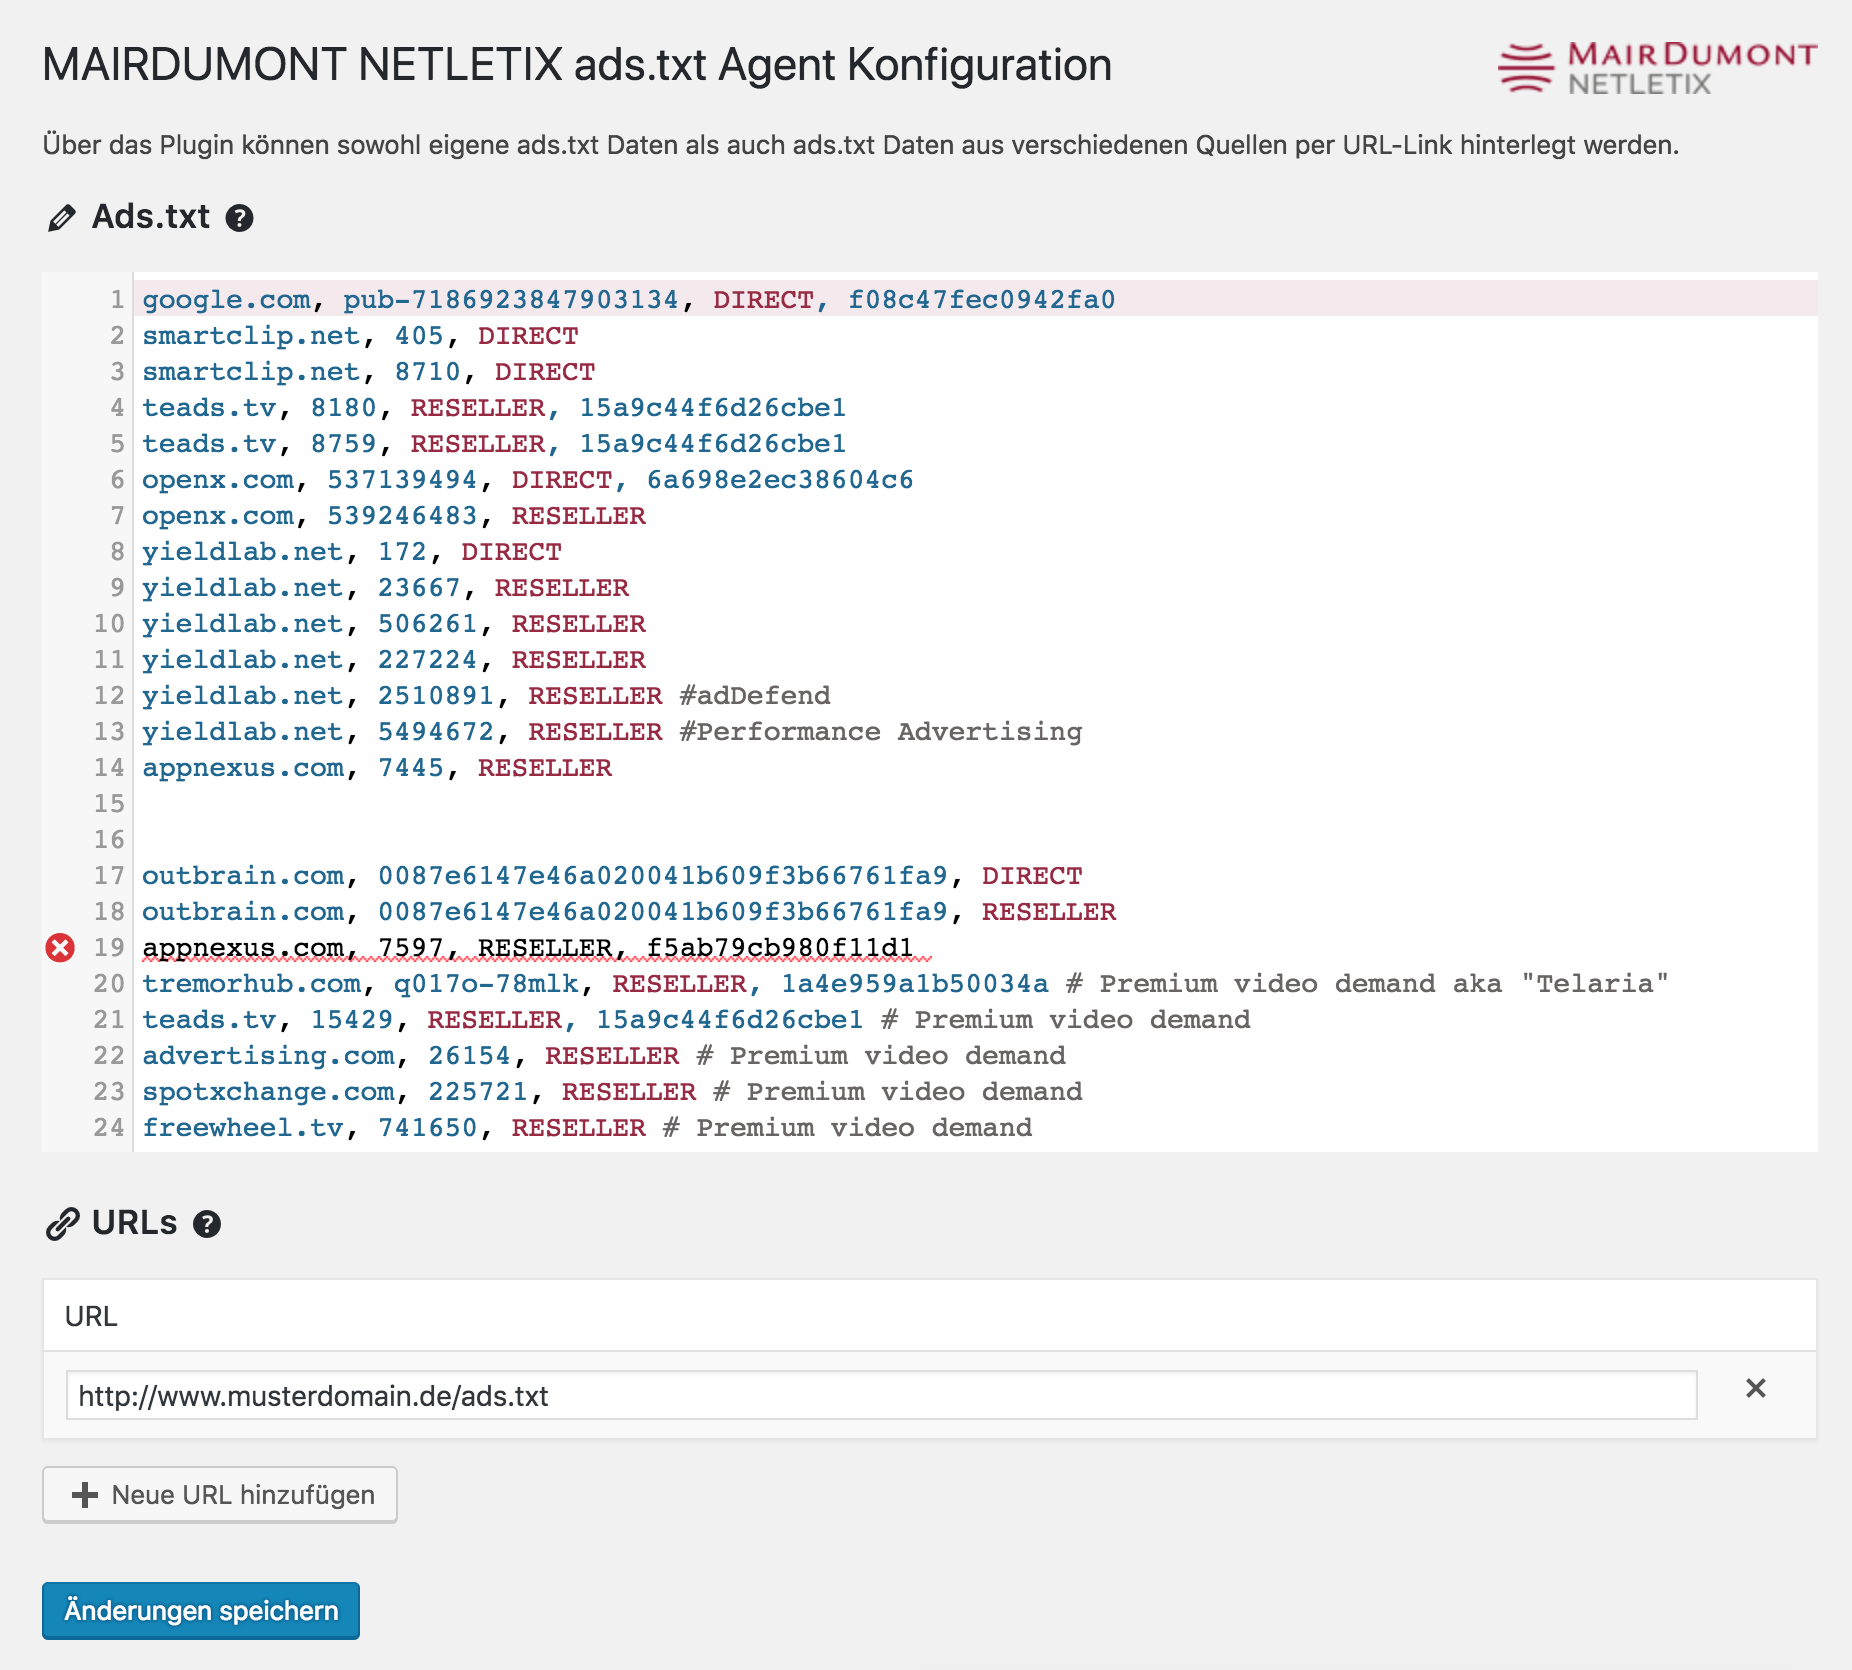 MAIRDUMONT NETLETIX ads.txt Agent Konfiguration
MAIRDUMONT
NETLETIX
Über das Plugin können sowohl eigene ads.txt Daten als auch ads.txt Daten aus verschiedenen Quellen per URL-Link hinterlegt werden.
Ads.txt ?
1 google.com, pub-7186923847903134, DIRECT, f08c47fec0942fa0
2 smartclip.net, 405, DIRECT
3 smartclip.net, 8710, DIRECT
4 teads.tv, 8180, RESELLER, 15a9c44f6d26cbe1
5 teads.tv, 8759, RESELLER, 15a9c44f6d26cbe1
6 openx.com, 537139494, DIRECT, 6a698e2ec38604c6
7 openx.com, 539246483, RESELLER
8 yieldlab.net, 172, DIRECT
9 yieldlab.net, 23667, RESELLER
10 yieldlab.net, 506261, RESELLER
11 yieldlab.net, 227224, RESELLER
12 yieldlab.net, 2510891, RESELLER #adDefend
13 yieldlab.net, 5494672, RESELLER #Performance Advertising
14 appnexus.com, 7445, RESELLER
15
16
17 outbrain.com, 0087e6147e46a020041b609f3b66761fa9, DIRECT
18 outbrain.com, 0087e6147e46a020041b609f3b66761fa9, RESELLER
19 appnexus.com, 7597, RESELLER, f5ab79cb980f11d1
20 tremorhub.com, q017o-78mlk, RESELLER, 1a4e959a1b50034a # Premium video demand aka "Telaria"
21 teads.tv, 15429, RESELLER, 15a9c44f6d26cbe1 # Premium video demand
22 advertising.com, 26154, RESELLER # Premium video demand
23 spotxchange.com, 225721, RESELLER # Premium video demand
24 freewheel.tv, 741650, RESELLER # Premium video demand
URLs ?
URL
http://www.musterdomain.de/ads.txt
Neue URL hinzufügen
Änderungen speichern